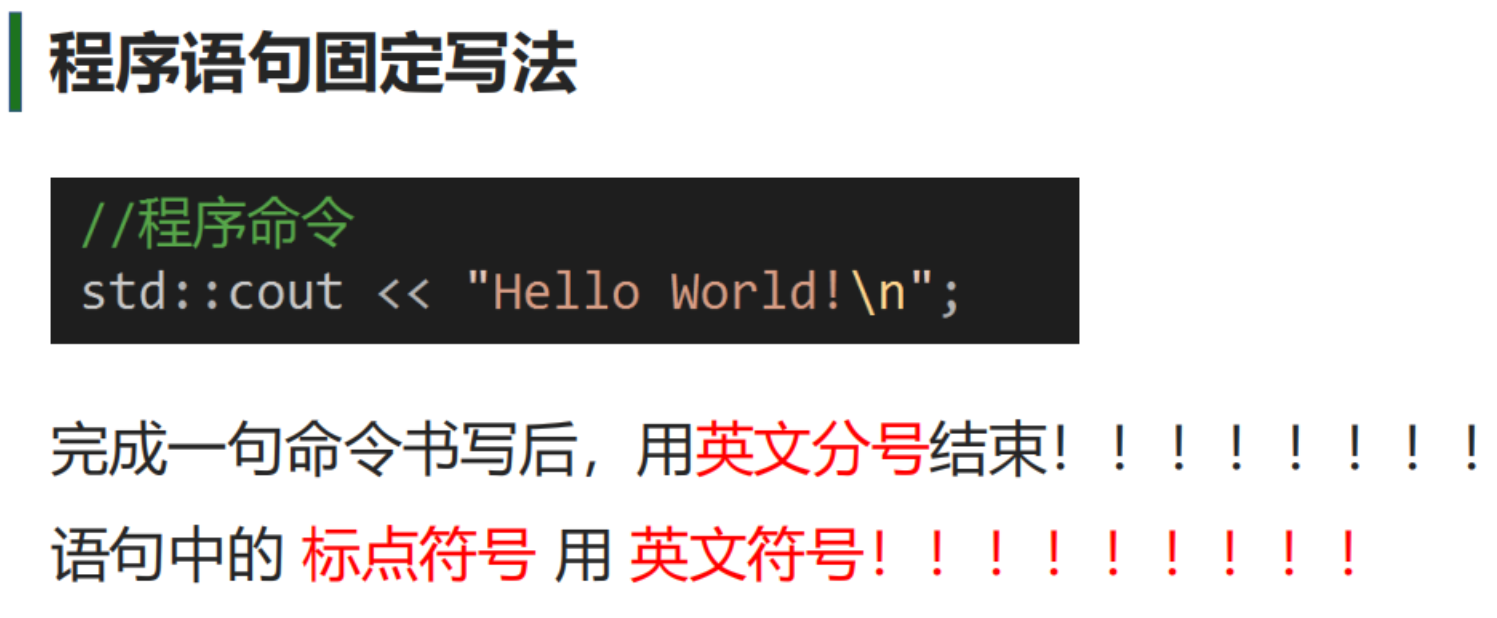 程序语句固定写法
//程序命令
std::cout << "Hello World!\n";
完成一句命令书写后，用英文分号结束！！！！！！！！
语句中的 标点符号 用 英文符号！！！！！！！！！